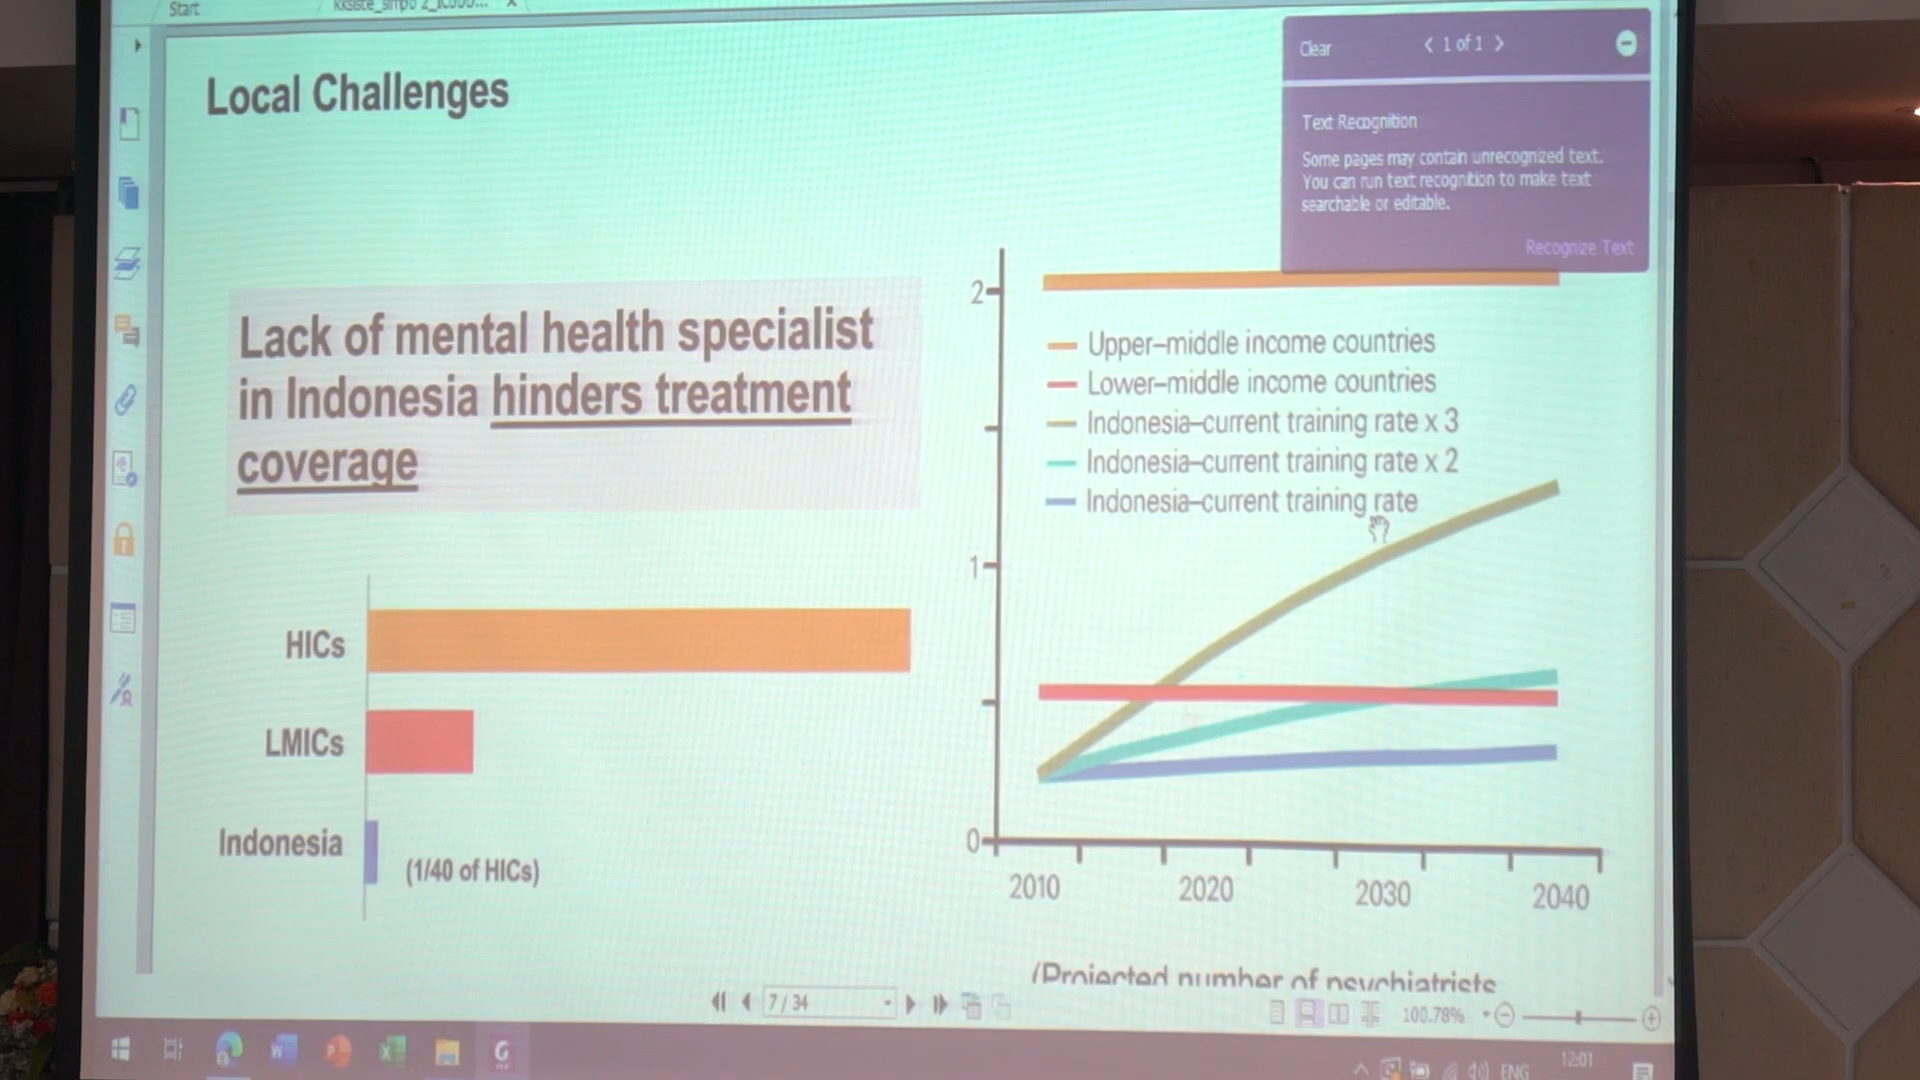 Start
Clear
1 of 1
Text Recognition
Some pages may contain unrecognized text.
You can run text recognition to make text
searchable or editable.
Recognize Text
Local Challenges
Lack of mental health specialist
in Indonesia hinders treatment
coverage
HICs
LMICs
Indonesia
(1/40 of HICs)
2
1
0
Upper–middle income countries
Lower–middle income countries
Indonesia–current training rate x 3
Indonesia–current training rate x 2
Indonesia–current training rate
2010 2020 2030 2040
(Projected number of psychiatrists
7 / 34
100.78%
ENG
12:01